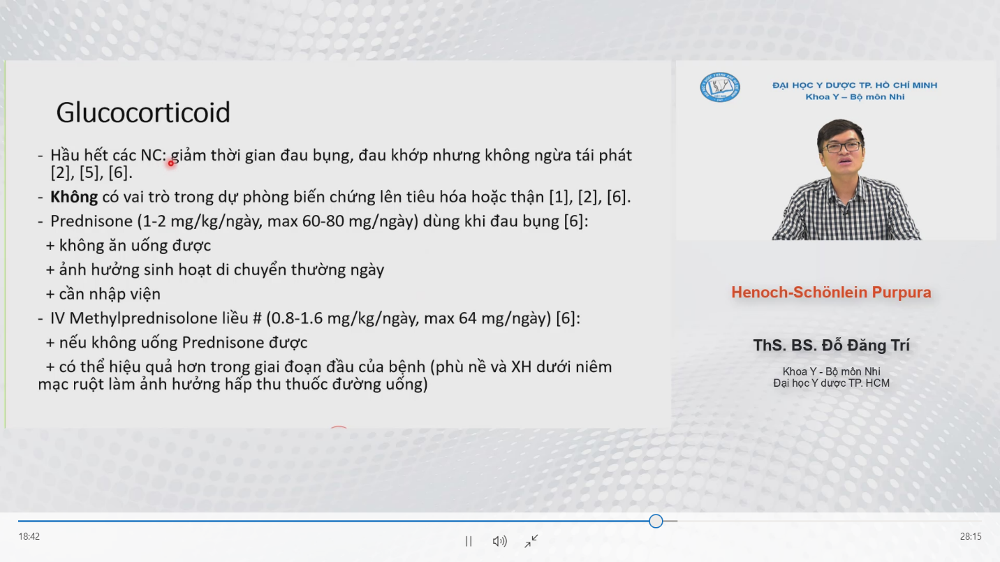 Glucocorticoid
- Hầu hết các NC: giảm thời gian đau bụng, đau khớp nhưng không ngừa tái phát
[2], [5], [6].
- Không có vai trò trong dự phòng biến chứng lên tiêu hóa hoặc thận [1], [2], [6].
- Prednisone (1-2 mg/kg/ngày, max 60-80 mg/ngày) dùng khi đau bụng [6]:
+ không ăn uống được
+ ảnh hưởng sinh hoạt di chuyển thường ngày
+ cần nhập viện
- IV Methylprednisolone liều # (0.8-1.6 mg/kg/ngày, max 64 mg/ngày) [6]:
+ nếu không uống Prednisone được
+ có thể hiệu quả hơn trong giai đoạn đầu của bệnh (phù nề và XH dưới niêm
mạc ruột làm ảnh hưởng hấp thu thuốc đường uống)
ĐẠI HỌC Y DƯỢC TP. HỒ CHÍ MINH
Khoa Y – Bộ môn Nhi
Henoch-Schönlein Purpura
ThS. BS. Đỗ Đăng Trí
Khoa Y - Bộ môn Nhi
Đại học Y dược TP. HCM
18:42
28:15